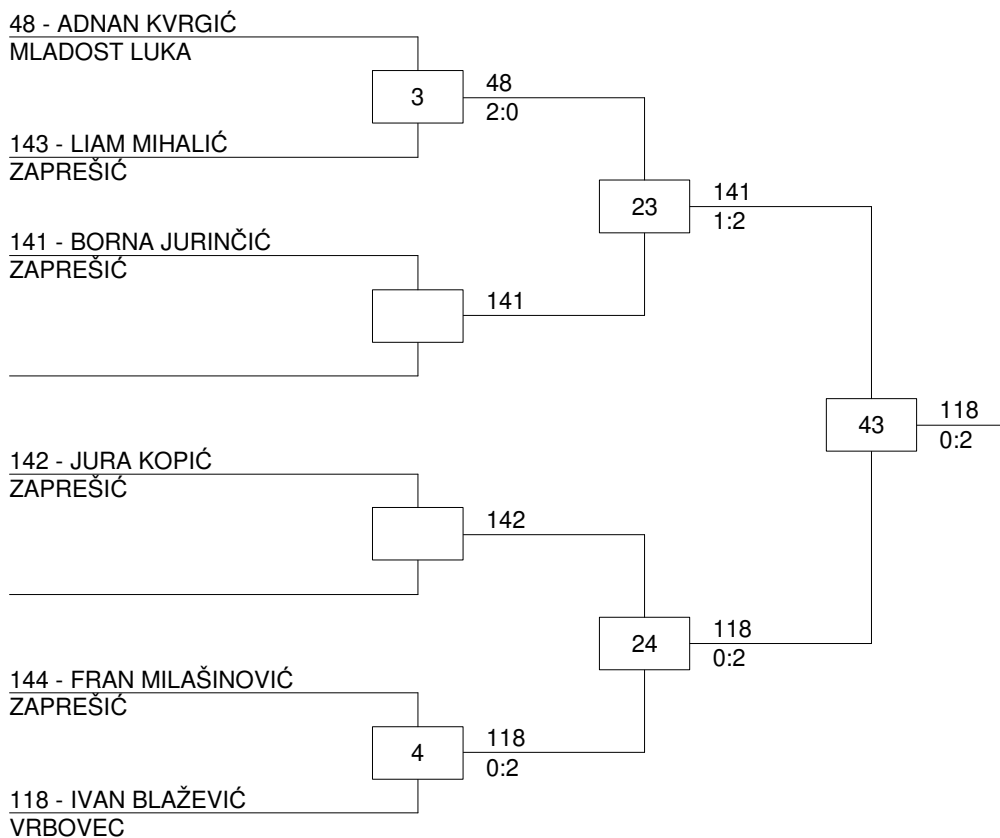 48 - ADNAN KVRGIĆ
MLADOST LUKA
3
48
2:0
143 - LIAM MIHALIĆ
ZAPREŠIĆ
23
141
1:2
141 - BORNA JURINČIĆ
ZAPREŠIĆ
141
43
118
0:2
142 - JURA KOPIĆ
ZAPREŠIĆ
142
24
118
0:2
144 - FRAN MILAŠINOVIĆ
ZAPREŠIĆ
4
118
0:2
118 - IVAN BLAŽEVIĆ
VRBOVEC